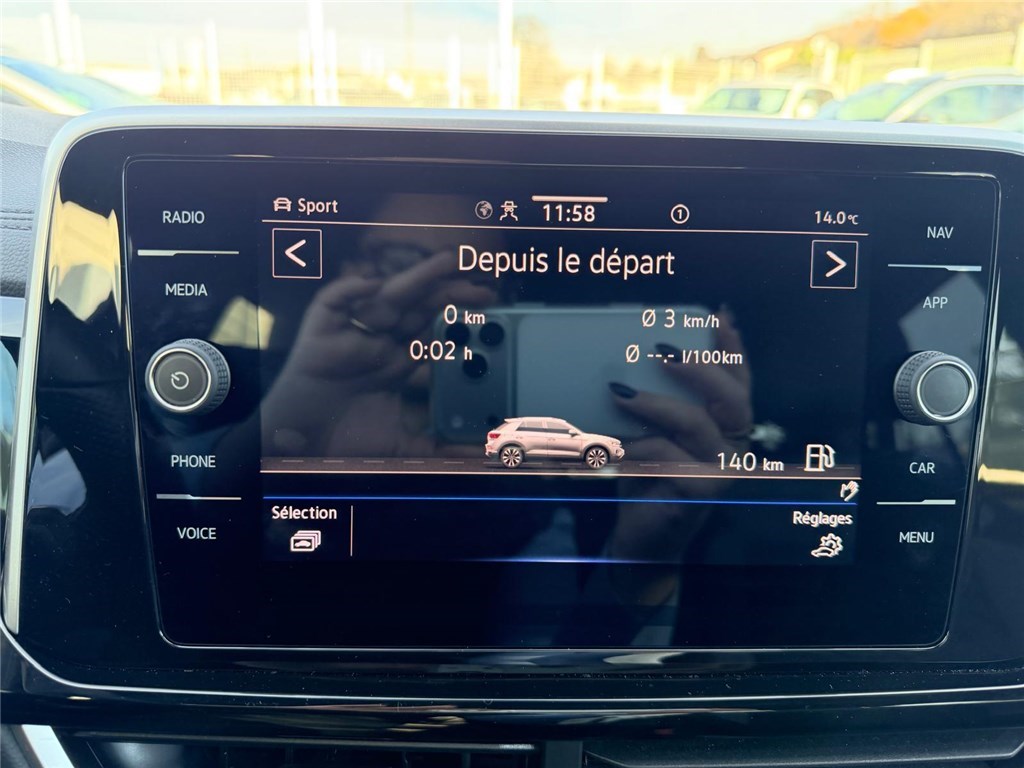 RADIO
MEDIA
PHONE
VOICE
Sport
11:58
1
14.0°C
Depuis le départ
0 km
Ø 3 km/h
0:02 h
Ø --.- l/100km
140 km
Sélection
Réglages
NAV
APP
CAR
MENU